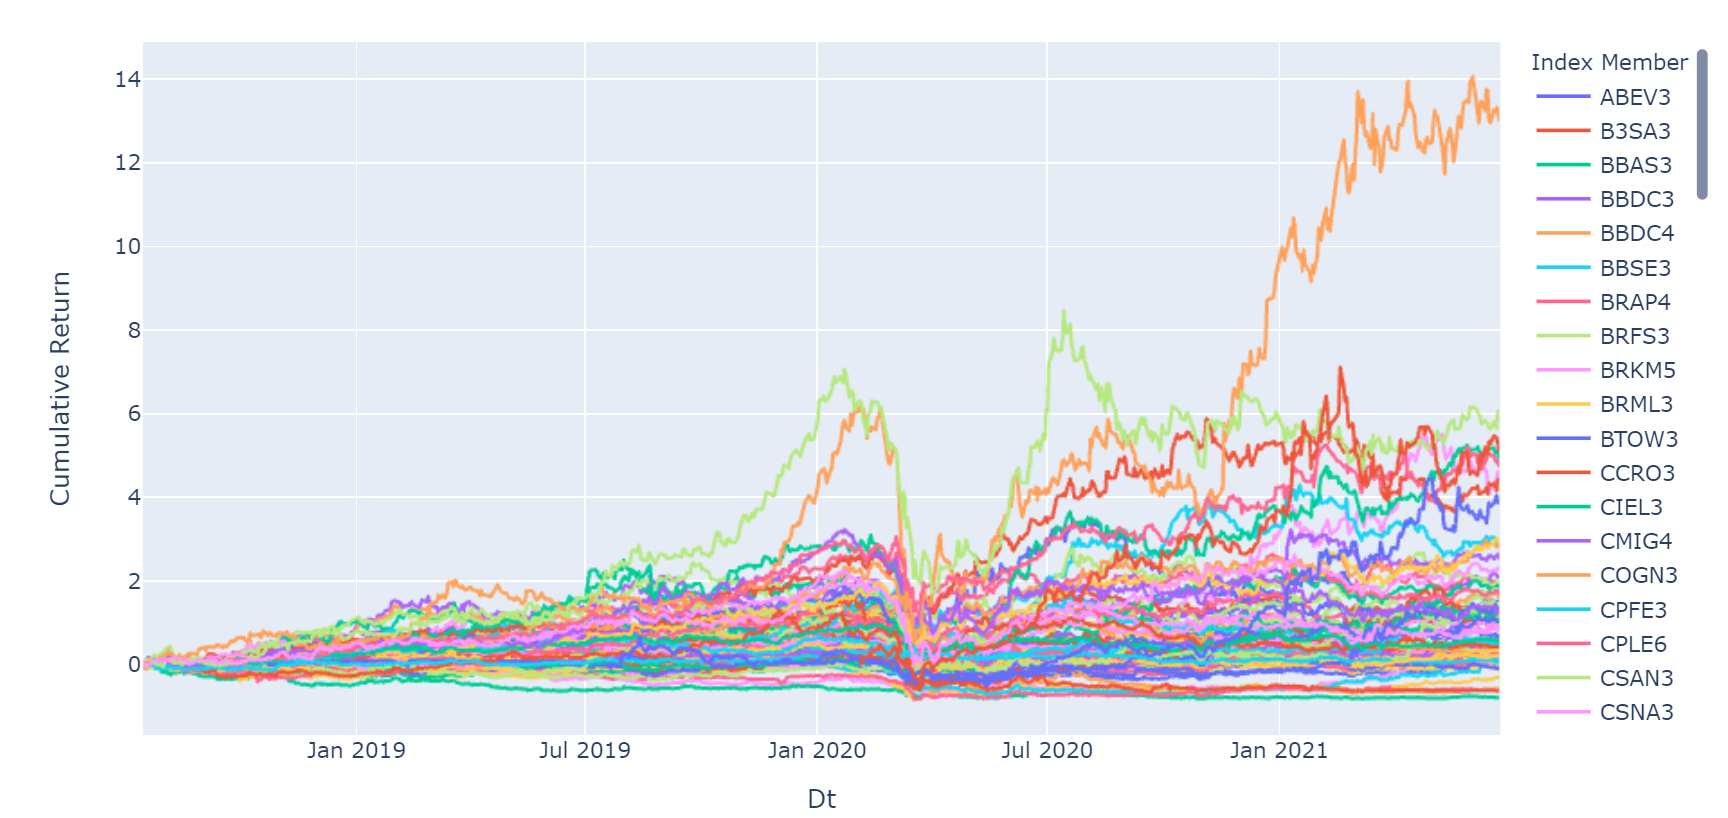 Cumulative Return
14
12
10
8
6
4
2
0
Jan 2019
Jul 2019
Jan 2020
Jul 2020
Jan 2021
Dt
Index Member
ABEV3
B3SA3
BBAS3
BBDC3
BBDC4
BBSE3
BRAP4
BRFS3
BRKM5
BRML3
BTOW3
CCRO3
CIEL3
CMIG4
COGN3
CPFE3
CPLE6
CSAN3
CSNA3